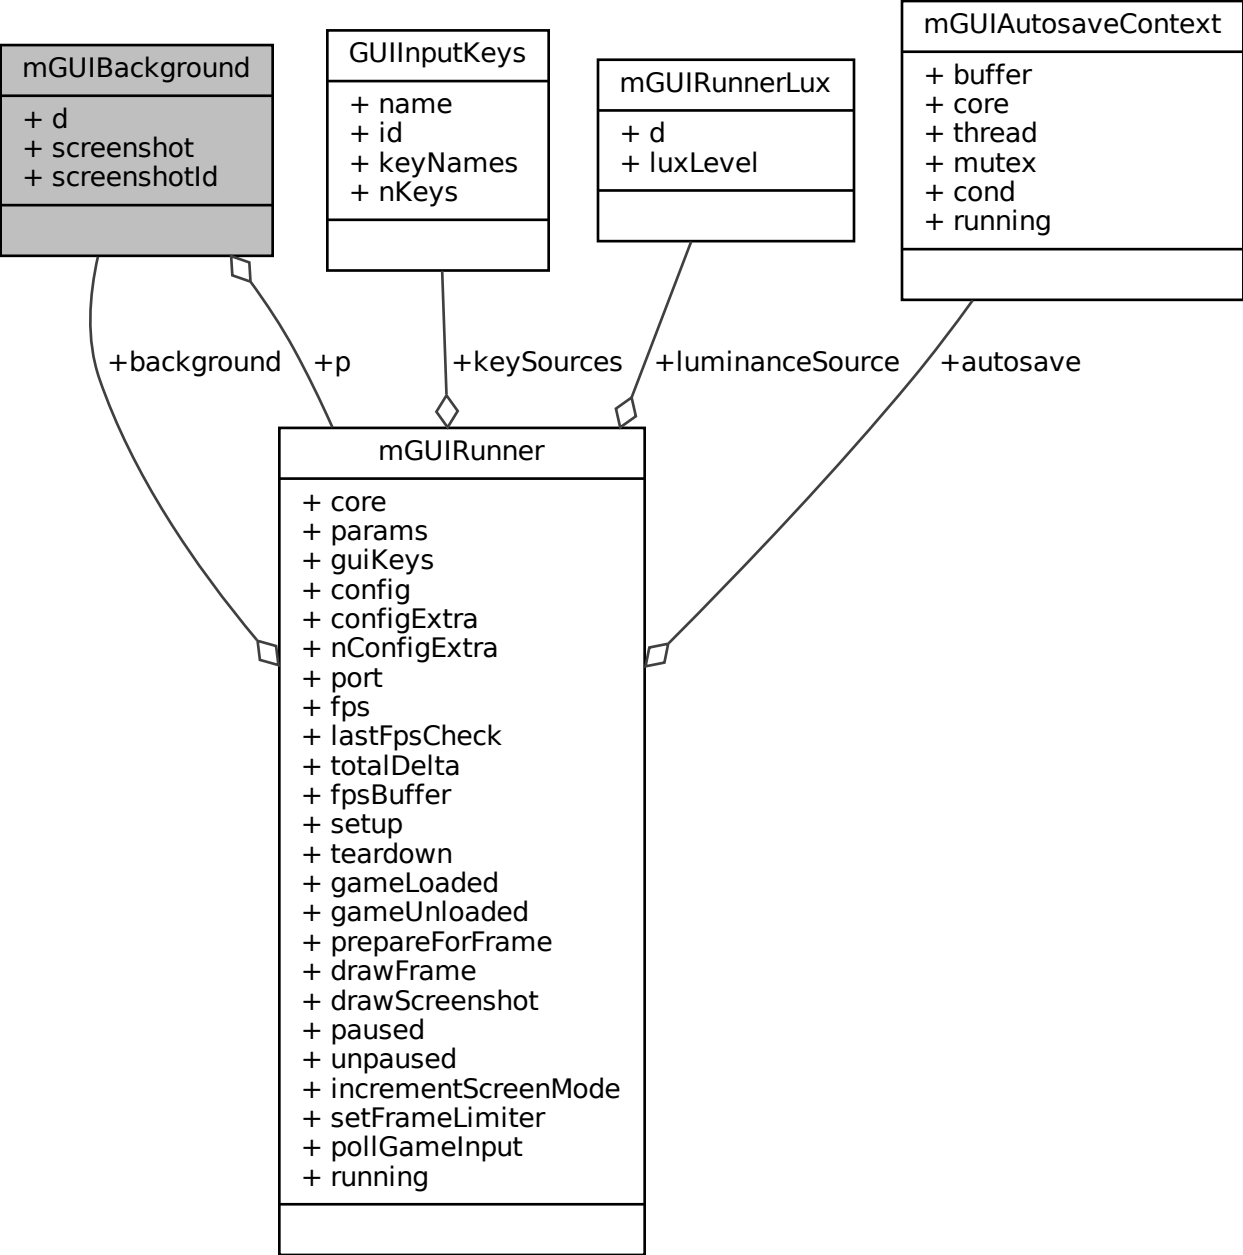 mGUIBackground
+ d
+ screenshot
+ screenshotId
GUIInputKeys
+ name
+ id
+ keyNames
+ nKeys
mGUIRunnerLux
+ d
+ luxLevel
mGUIAutosaveContext
+ buffer
+ core
+ thread
+ mutex
+ cond
+ running
+background
+p
+keySources
+luminanceSource
+autosave
mGUIRunner
+ core
+ params
+ guiKeys
+ config
+ configExtra
+ nConfigExtra
+ port
+ fps
+ lastFpsCheck
+ totalDelta
+ fpsBuffer
+ setup
+ teardown
+ gameLoaded
+ gameUnloaded
+ prepareForFrame
+ drawFrame
+ drawScreenshot
+ paused
+ unpaused
+ incrementScreenMode
+ setFrameLimiter
+ pollGameInput
+ running